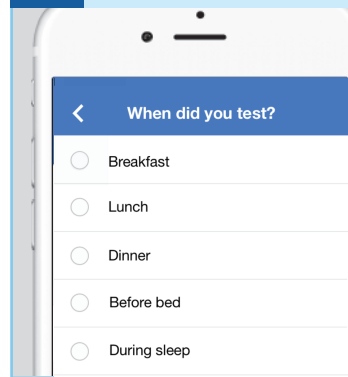 When did you test?
Breakfast
Lunch
Dinner
Before bed
During sleep